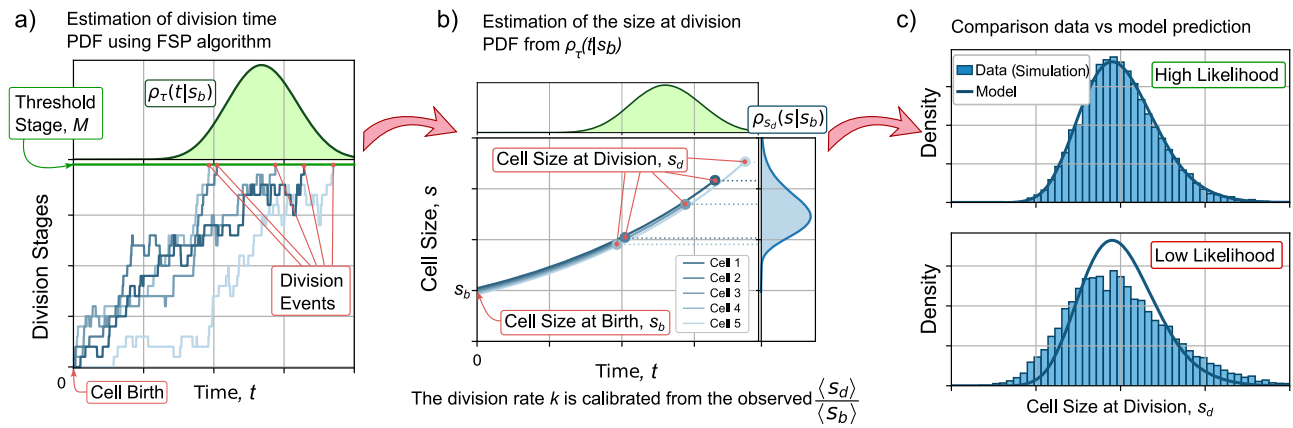 a)
Estimation of division time
PDF using FSP algorithm
ρτ(t|sb)
Threshold
Stage, M
Division Stages
Division
Events
0
Time, t
Cell Birth
b)
Estimation of the size at division
PDF from ρτ(t|sb)
ρsd(s|sb)
Cell Size at Division, sd
Cell Size, s
Cell 1
Cell 2
Cell 3
Cell 4
Cell 5
sb
Cell Size at Birth, sb
0
Time, t
The division rate k is calibrated from the observed ⟨sd⟩/⟨sb⟩
c)
Comparison data vs model prediction
Data (Simulation)
Model
High Likelihood
Density
Low Likelihood
Density
Cell Size at Division, sd